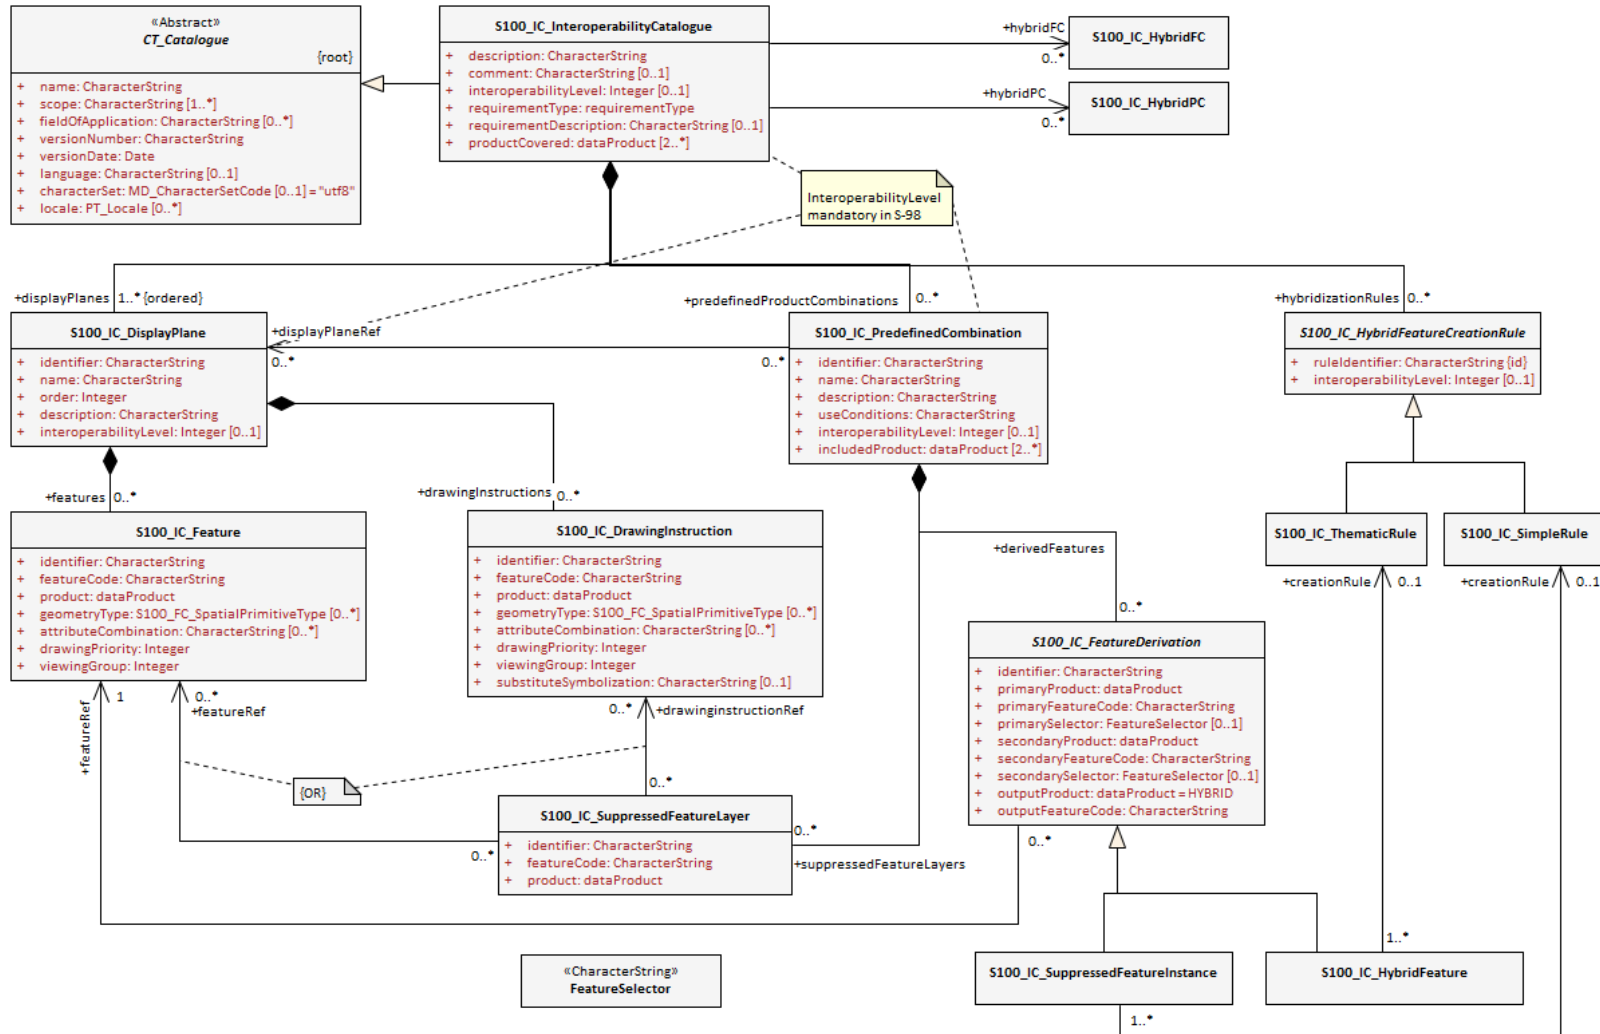 «Abstract»
CT_Catalogue
{root}
+ name: CharacterString
+ scope: CharacterString [1..*]
+ fieldOfApplication: CharacterString [0..*]
+ versionNumber: CharacterString
+ versionDate: Date
+ language: CharacterString [0..1]
+ characterSet: MD_CharacterSetCode [0..1] = "utf8"
+ locale: PT_Locale [0..*]
S100_IC_InteroperabilityCatalogue
+ description: CharacterString
+ comment: CharacterString [0..1]
+ interoperabilityLevel: Integer [0..1]
+ requirementType: requirementType
+ requirementDescription: CharacterString [0..1]
+ productCovered: dataProduct [2..*]
+hybridFC
0..*
S100_IC_HybridFC
+hybridPC
0..*
S100_IC_HybridPC
InteroperabilityLevel
mandatory in S-98
+displayPlanes 1..* {ordered}
+predefinedProductCombinations 0..*
+hybridizationRules 0..*
S100_IC_DisplayPlane
+ identifier: CharacterString
+ name: CharacterString
+ order: Integer
+ description: CharacterString
+ interoperabilityLevel: Integer [0..1]
+displayPlaneRef
0..*
0..*
S100_IC_PredefinedCombination
+ identifier: CharacterString
+ name: CharacterString
+ description: CharacterString
+ useConditions: CharacterString
+ interoperabilityLevel: Integer [0..1]
+ includedProduct: dataProduct [2..*]
S100_IC_HybridFeatureCreationRule
+ ruleIdentifier: CharacterString {id}
+ interoperabilityLevel: Integer [0..1]
+features 0..*
+drawingInstructions 0..*
S100_IC_Feature
+ identifier: CharacterString
+ featureCode: CharacterString
+ product: dataProduct
+ geometryType: S100_FC_SpatialPrimitiveType [0..*]
+ attributeCombination: CharacterString [0..*]
+ drawingPriority: Integer
+ viewingGroup: Integer
S100_IC_DrawingInstruction
+ identifier: CharacterString
+ featureCode: CharacterString
+ product: dataProduct
+ geometryType: S100_FC_SpatialPrimitiveType [0..*]
+ attributeCombination: CharacterString [0..*]
+ drawingPriority: Integer
+ viewingGroup: Integer
+ substituteSymbolization: CharacterString [0..1]
+derivedFeatures
0..*
S100_IC_ThematicRule
S100_IC_SimpleRule
+creationRule 0..1
+creationRule 0..1
S100_IC_FeatureDerivation
+ identifier: CharacterString
+ primaryProduct: dataProduct
+ primaryFeatureCode: CharacterString
+ primarySelector: FeatureSelector [0..1]
+ secondaryProduct: dataProduct
+ secondaryFeatureCode: CharacterString
+ secondarySelector: FeatureSelector [0..1]
+ outputProduct: dataProduct = HYBRID
+ outputFeatureCode: CharacterString
+featureRef
1
0..*
+featureRef
0..*
+drawinginstructionRef
{OR}
0..*
S100_IC_SuppressedFeatureLayer
+ identifier: CharacterString
+ featureCode: CharacterString
+ product: dataProduct
0..*
0..*
+suppressedFeatureLayers
0..*
1..*
«CharacterString»
FeatureSelector
S100_IC_SuppressedFeatureInstance
S100_IC_HybridFeature
1..*